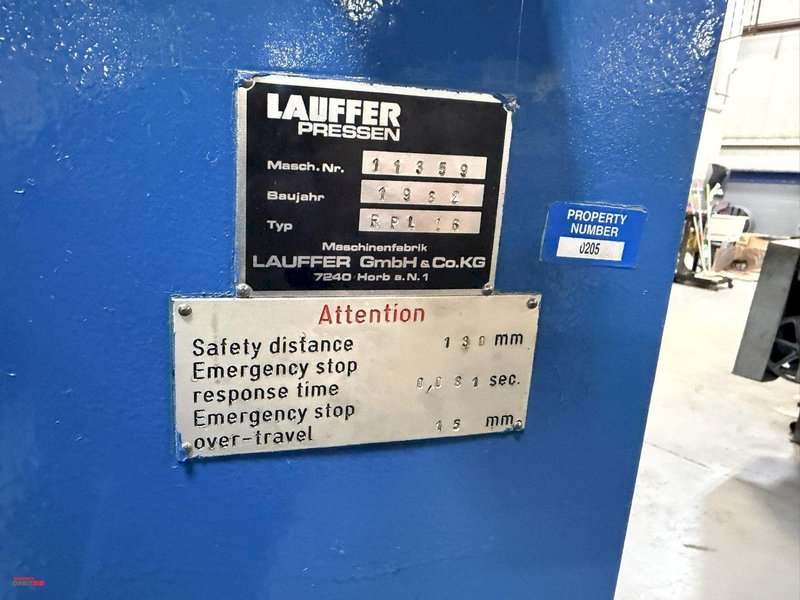 LAUFFER
PRESSEN
Masch.Nr. 11359
Baujahr 1982
Typ RPL 16
Maschinenfabrik
LAUFFER GmbH & Co.KG
7240 Horb a.N.1
PROPERTY
NUMBER
0205
Attention
Safety distance 130 mm
Emergency stop
response time 0,081 sec.
Emergency stop
over-travel 15 mm